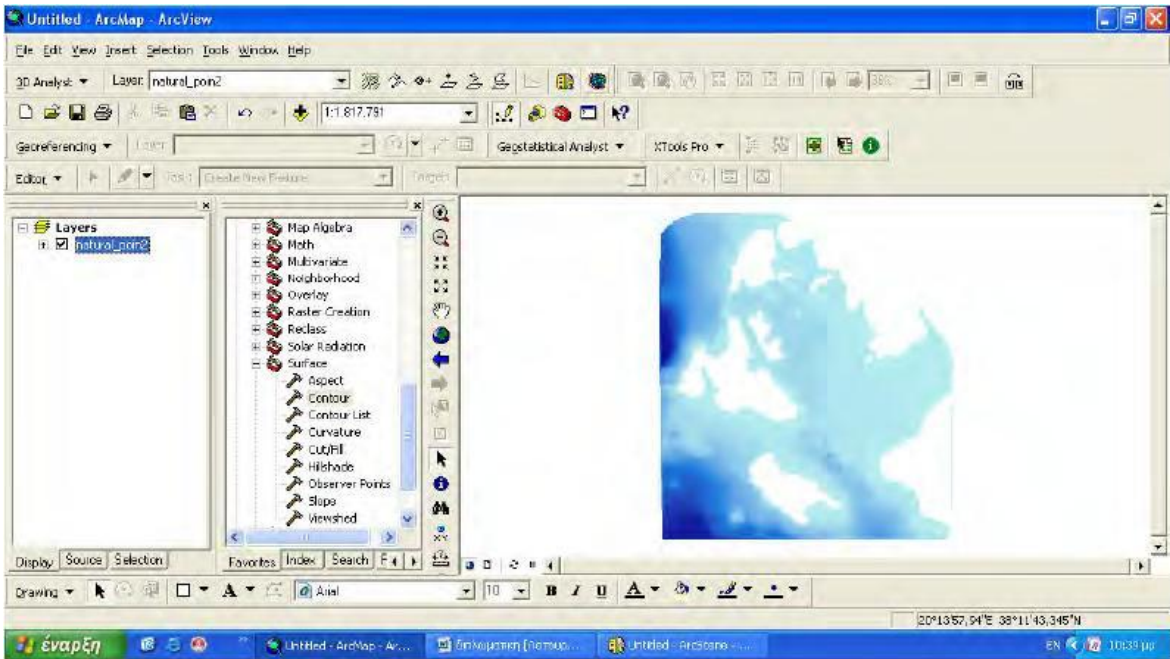 Untitled - ArcMap - ArcView
File Edit View Insert Selection Tools Window Help
3D Analyst Layer: natural_poin2 36%
1:1.817.791
Georeferencing Layer: Geostatistical Analyst XTools Pro
Editor Task: Create New Feature Target:
Layers
natural_poin2
Map Algebra
Math
Multivariate
Neighborhood
Overlay
Raster Creation
Reclass
Solar Radiation
Surface
Aspect
Contour
Contour List
Curvature
Cut/Fill
Hillshade
Observer Points
Slope
Viewshed
Display Source Selection
Favorites Index Search F
Drawing A Arial 10 B I U A
20°13'57,94"E 38°11'43,345"N
έναρξη Untitled - ArcMap - Ar... Untitled - ArcScene - EN 10:39 μμ